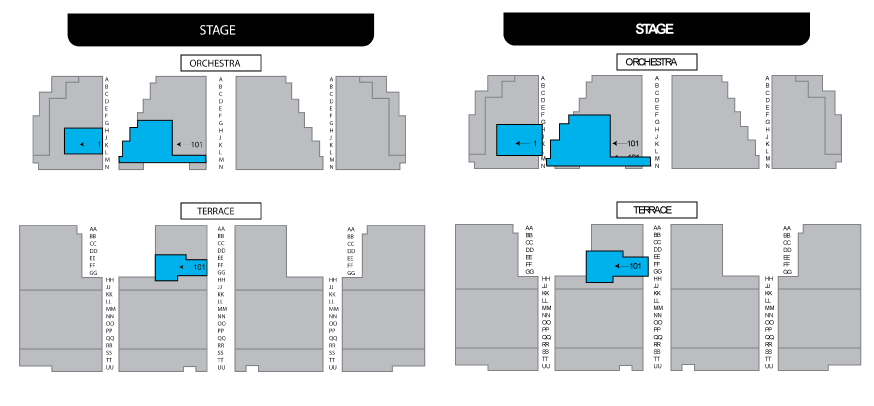 STAGE
ORCHESTRA
A A A
B B B
C C C
D D D
E E E
F F F
G G G
H H H
J J J
1 K 101 K K
L L L
M M M
N N N
TERRACE
AA AA AA
BB BB BB
CC CC CC
DD DD DD
EE EE EE
FF 101 FF FF
GG GG GG
HH HH HH
JJ JJ JJ
KK KK KK
LL LL LL
MM MM MM
NN NN NN
OO OO OO
PP PP PP
QQ QQ QQ
RR RR RR
SS SS SS
TT TT TT
UU UU UU
STAGE
ORCHESTRA
A A A
B B B
C C C
D D D
E E E
F F F
G G G
H H H
J J J
1 K 101 K K
L L L
M M M
N N
TERRACE
AA AA AA
BB BB BB
CC CC CC
DD DD DD
EE EE EE
FF 101 FF FF
GG GG GG
HH HH HH
JJ JJ JJ
KK KK KK
LL LL LL
MM MM MM
NN NN NN
OO OO OO
PP PP PP
QQ QQ QQ
RR RR RR
SS SS SS
TT TT TT
UU UU UU